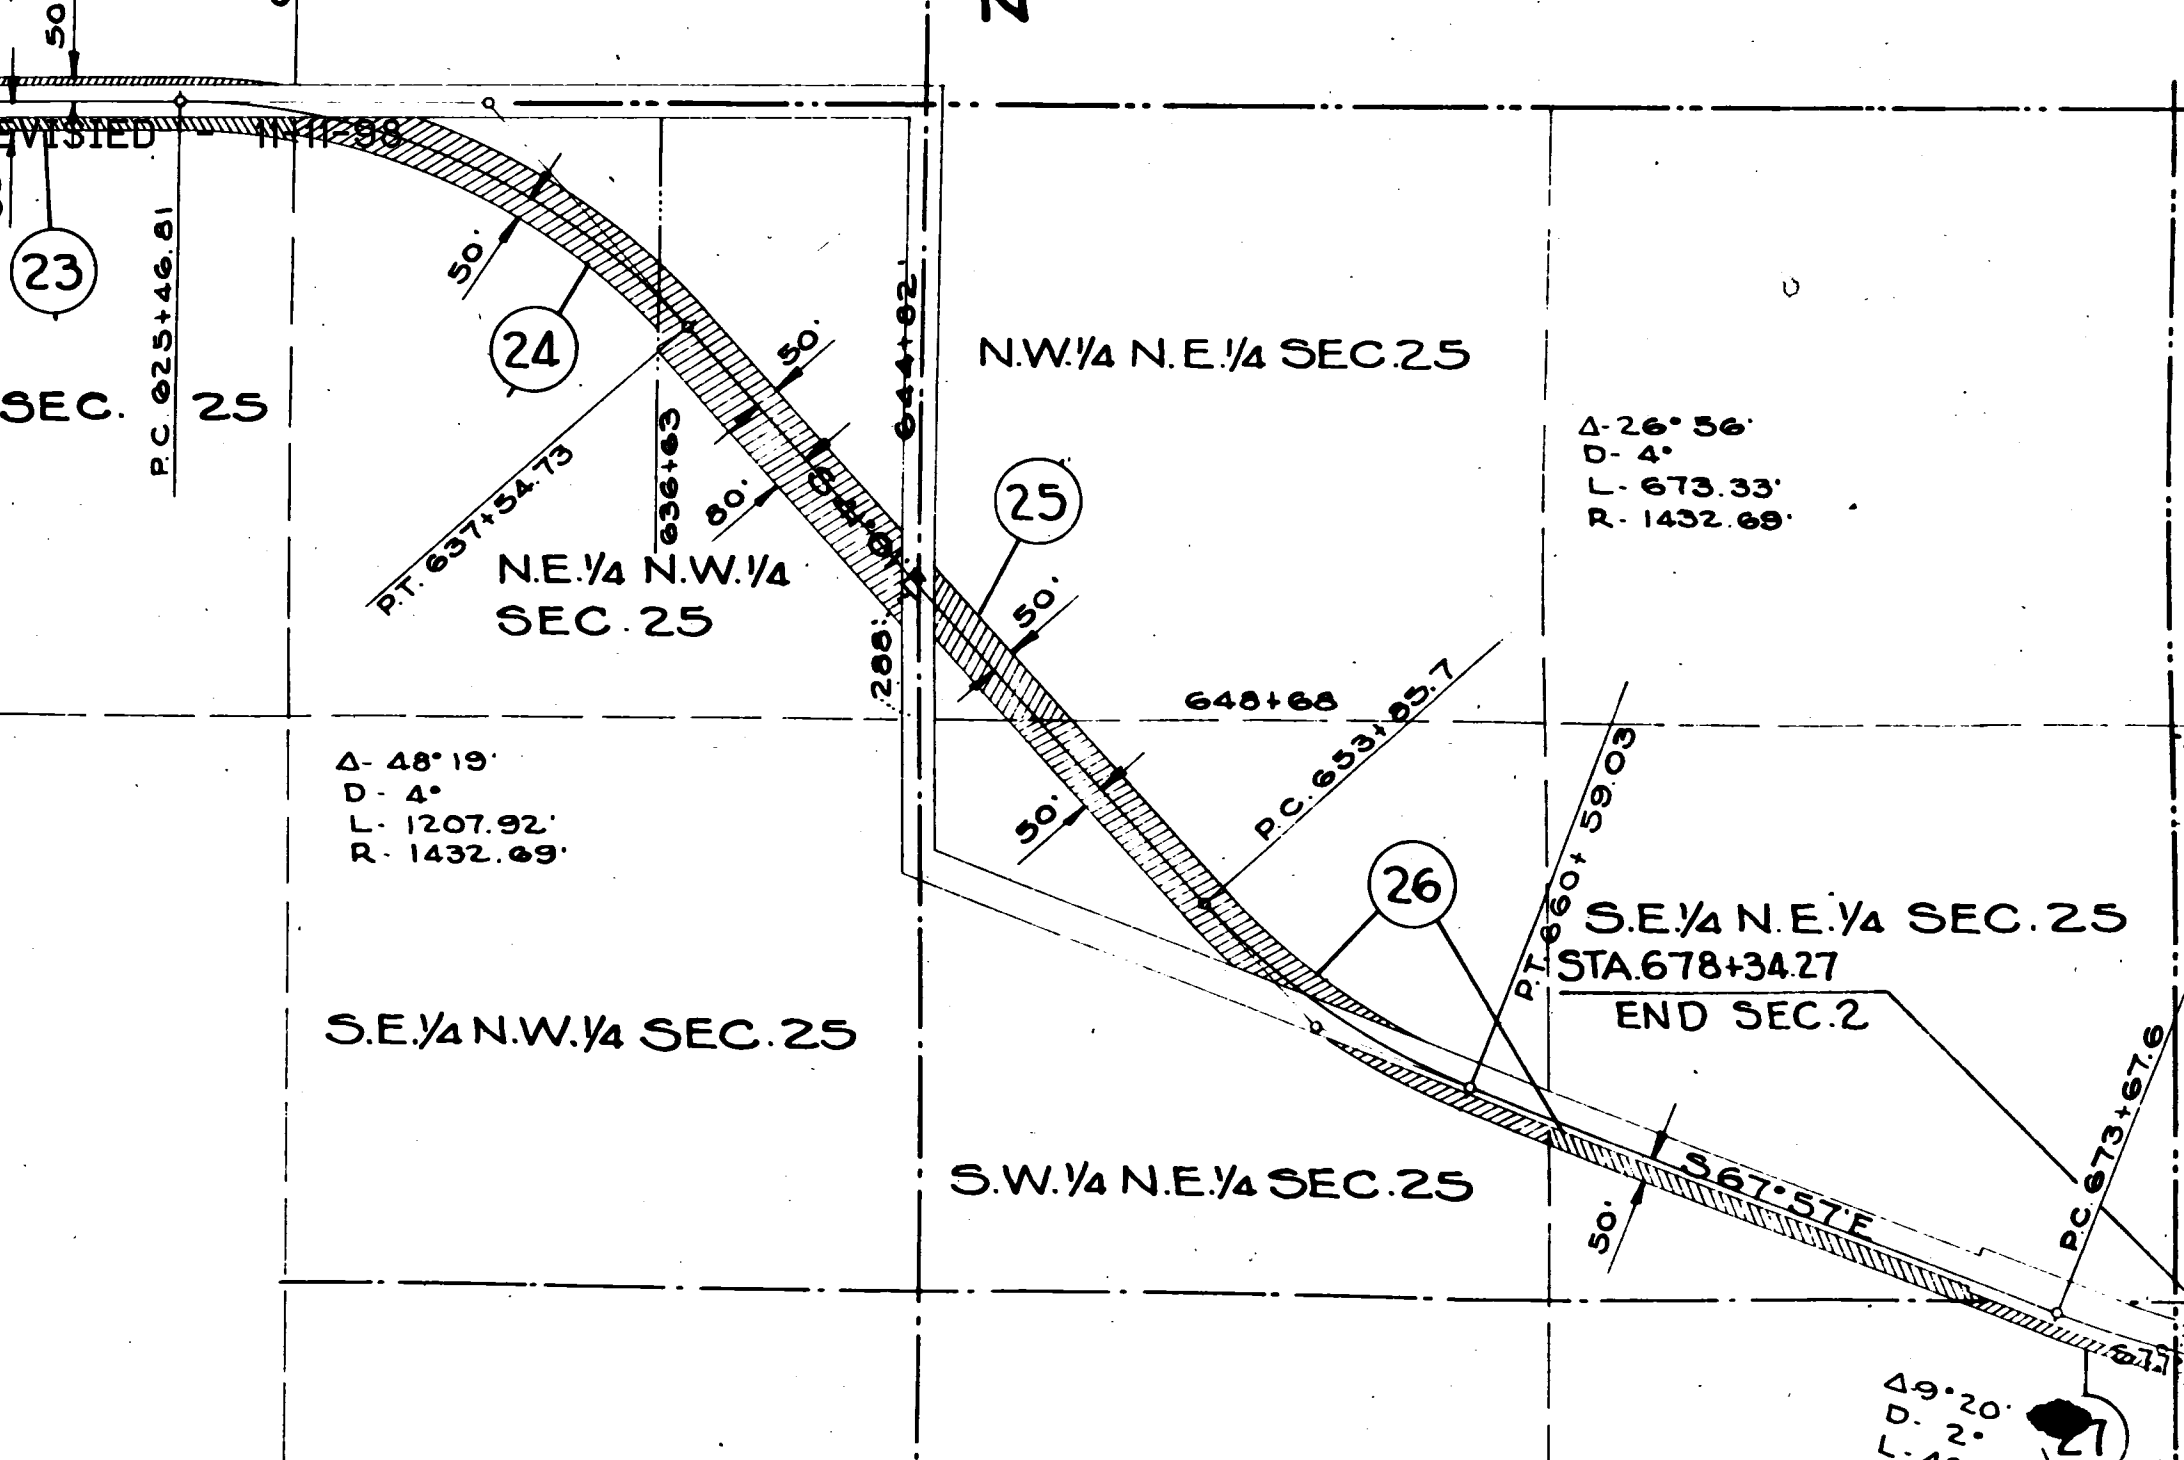 50'
REVISIED - 11-11-98
23
P.C. 625+46.81
SEC. 25
50'
24
P.T. 637+54.73
636+63
50'
80'
644+82
N.W.¼ N.E.¼ SEC.25
Δ- 26° 56'
D- 4°
L- 673.33'
R- 1432.69'
25
N.E.¼ N.W.¼
SEC. 25
288'
50'
648+68
P.C. 653+85.7
Δ- 48° 19'
D- 4°
L- 1207.92'
R- 1432.69'
50'
26
P.T. 660+59.03
S.E.¼ N.E.¼ SEC.25
STA.678+34.27
END SEC.2
S.E.¼ N.W.¼ SEC.25
S.W.¼ N.E.¼ SEC.25
S 67° 57' E
50'
P.C. 673+67.6
Δ 9° 20'
D- 2°
L-
27